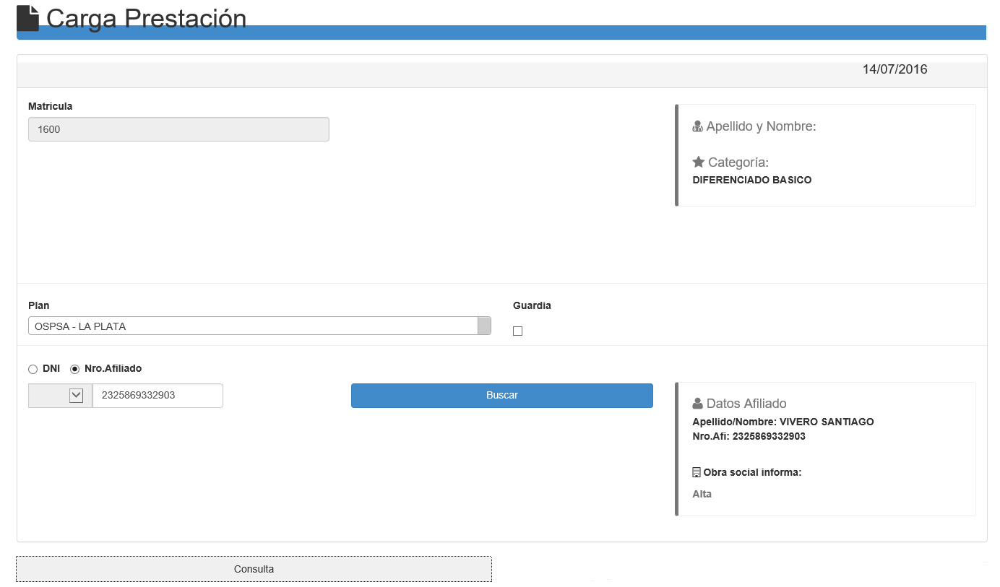 Carga Prestación
14/07/2016
Matricula
1600
Apellido y Nombre:
Categoría:
DIFERENCIADO BASICO
Plan
OSPSA - LA PLATA
Guardia
DNI
Nro.Afiliado
2325869332903
Buscar
Datos Afiliado
Apellido/Nombre: VIVERO SANTIAGO
Nro.Afi: 2325869332903
Obra social informa:
Alta
Consulta